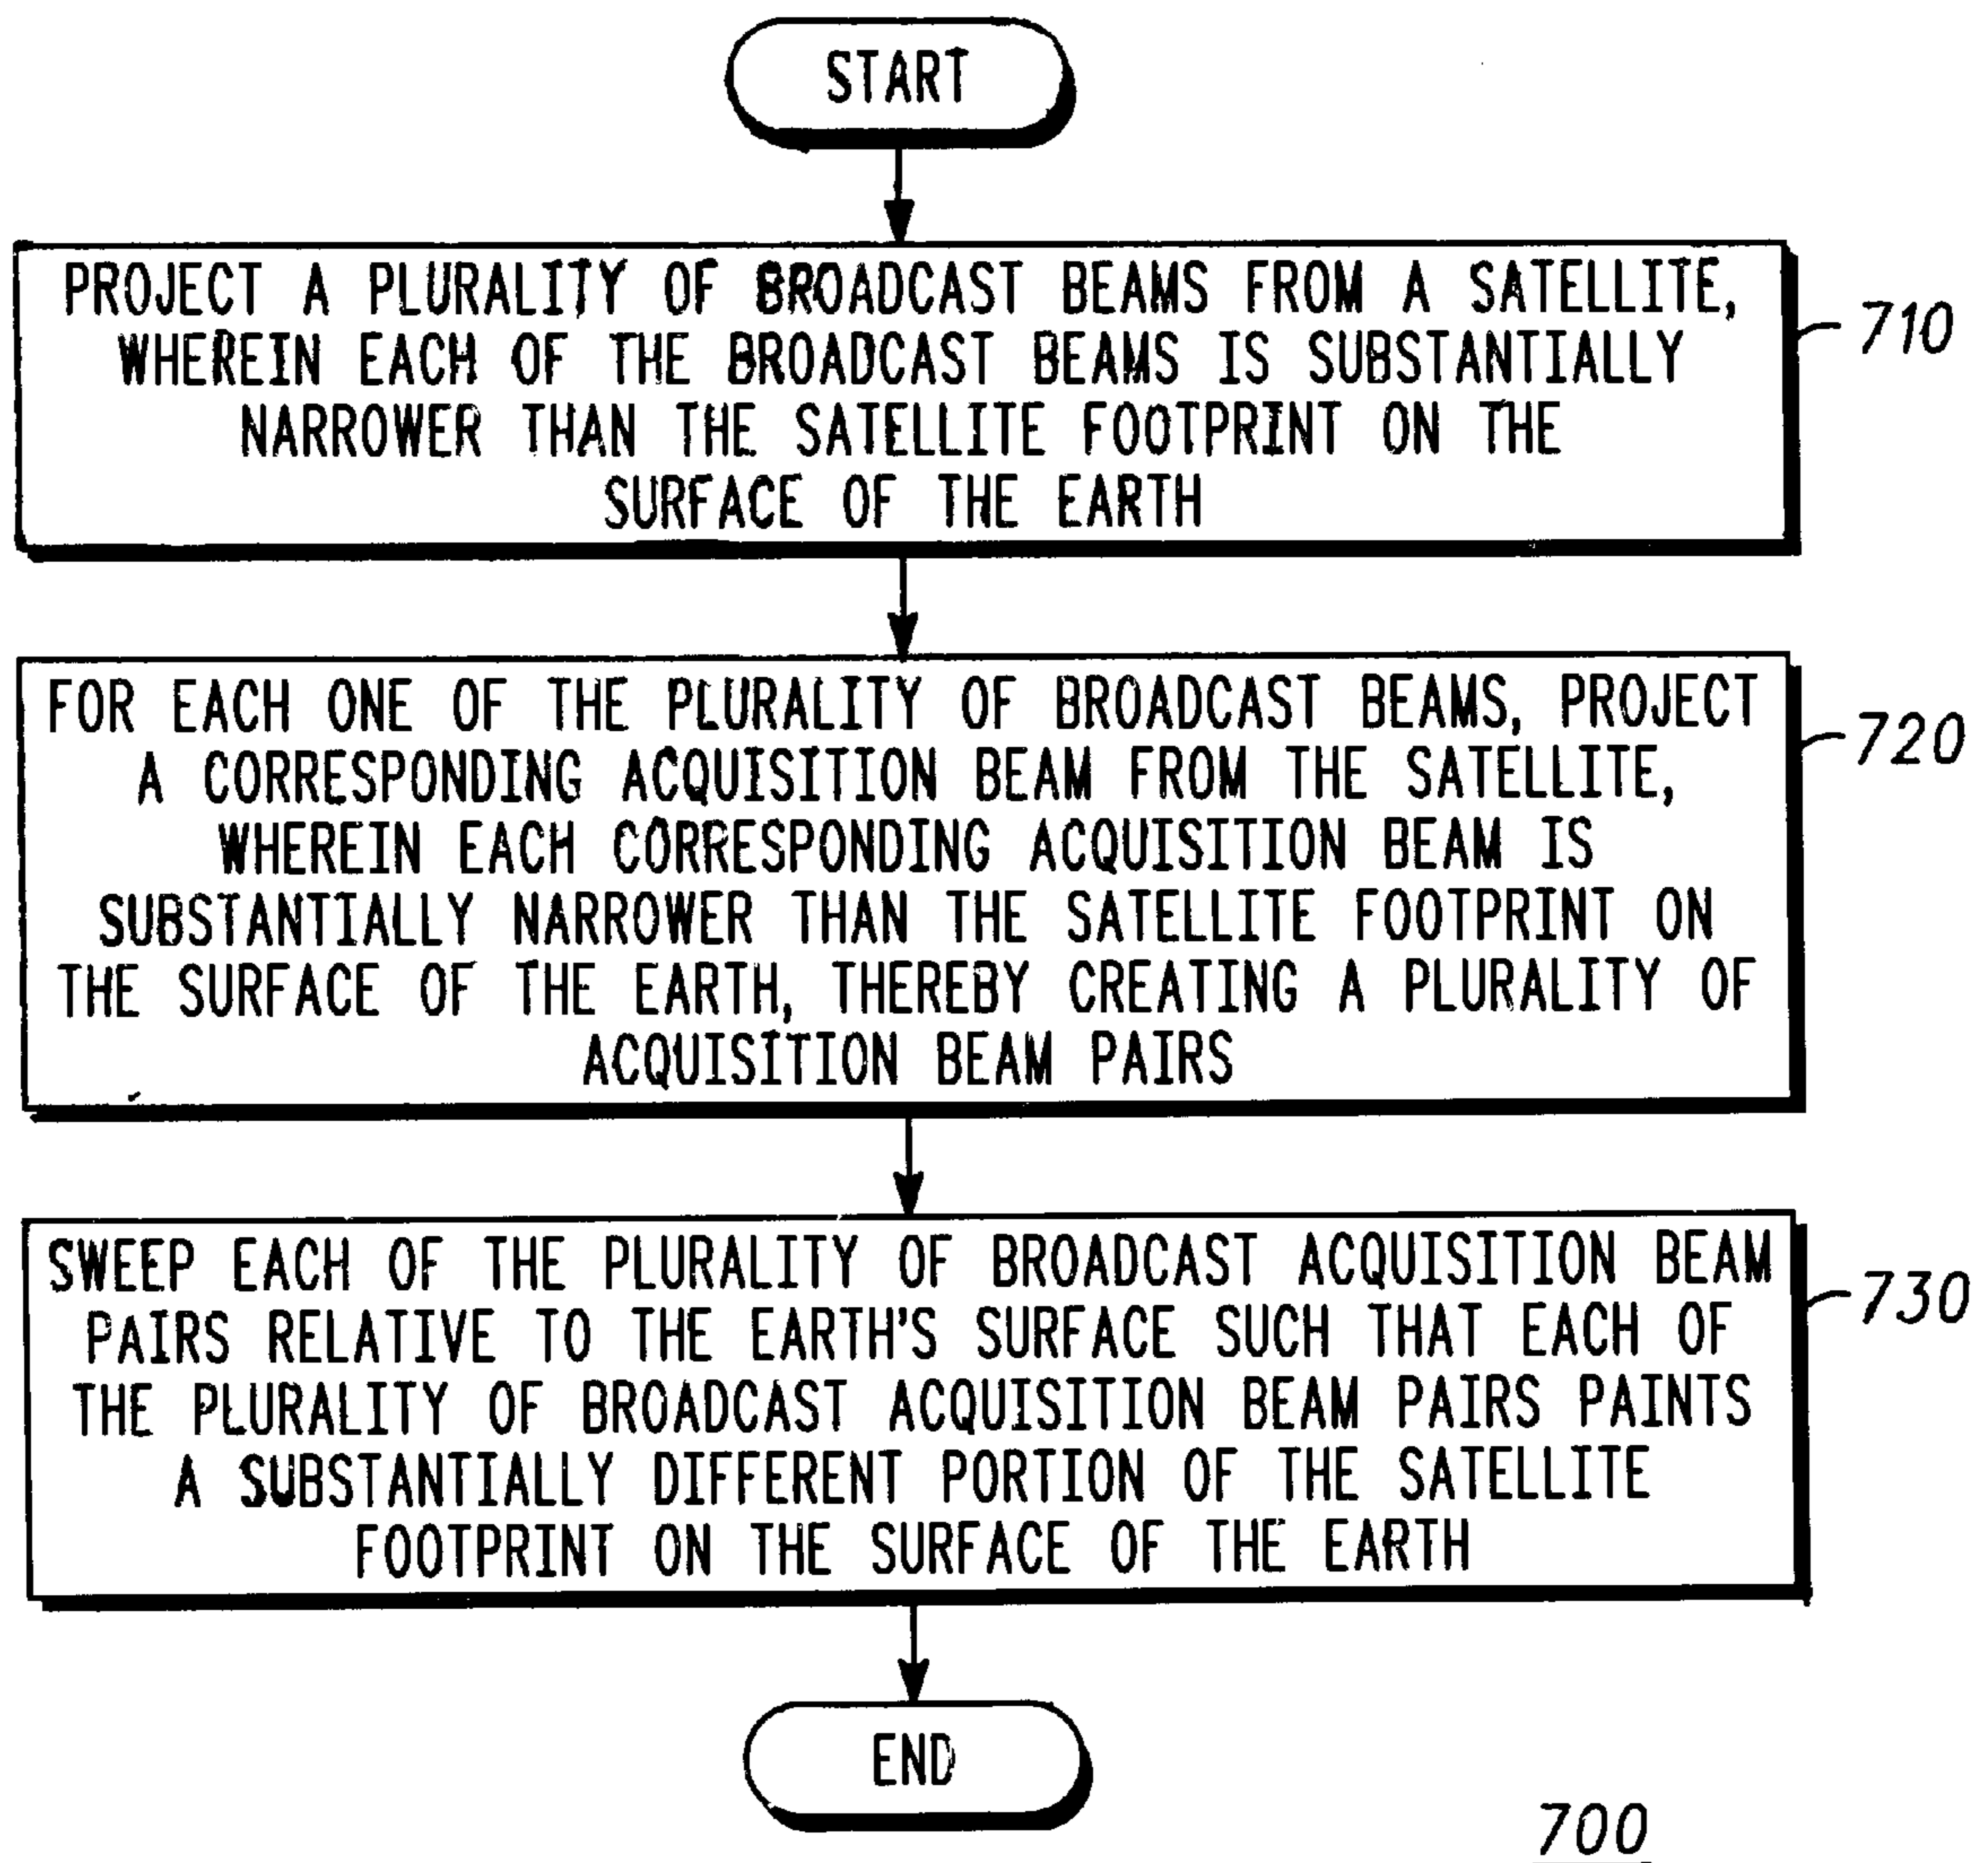 START
PROJECT A PLURALITY OF BROADCAST BEAMS FROM A SATELLITE,
WHEREIN EACH OF THE BROADCAST BEAMS IS SUBSTANTIALLY
NARROWER THAN THE SATELLITE FOOTPRINT ON THE
SURFACE OF THE EARTH
710
FOR EACH ONE OF THE PLURALITY OF BROADCAST BEAMS, PROJECT
A CORRESPONDING ACQUISITION BEAM FROM THE SATELLITE,
WHEREIN EACH CORRESPONDING ACQUISITION BEAM IS
SUBSTANTIALLY NARROWER THAN THE SATELLITE FOOTPRINT ON
THE SURFACE OF THE EARTH, THEREBY CREATING A PLURALITY OF
ACQUISITION BEAM PAIRS
720
SWEEP EACH OF THE PLURALITY OF BROADCAST ACQUISITION BEAM
PAIRS RELATIVE TO THE EARTH'S SURFACE SUCH THAT EACH OF
THE PLURALITY OF BROADCAST ACQUISITION BEAM PAIRS PAINTS
A SUBSTANTIALLY DIFFERENT PORTION OF THE SATELLITE
FOOTPRINT ON THE SURFACE OF THE EARTH
730
END
700